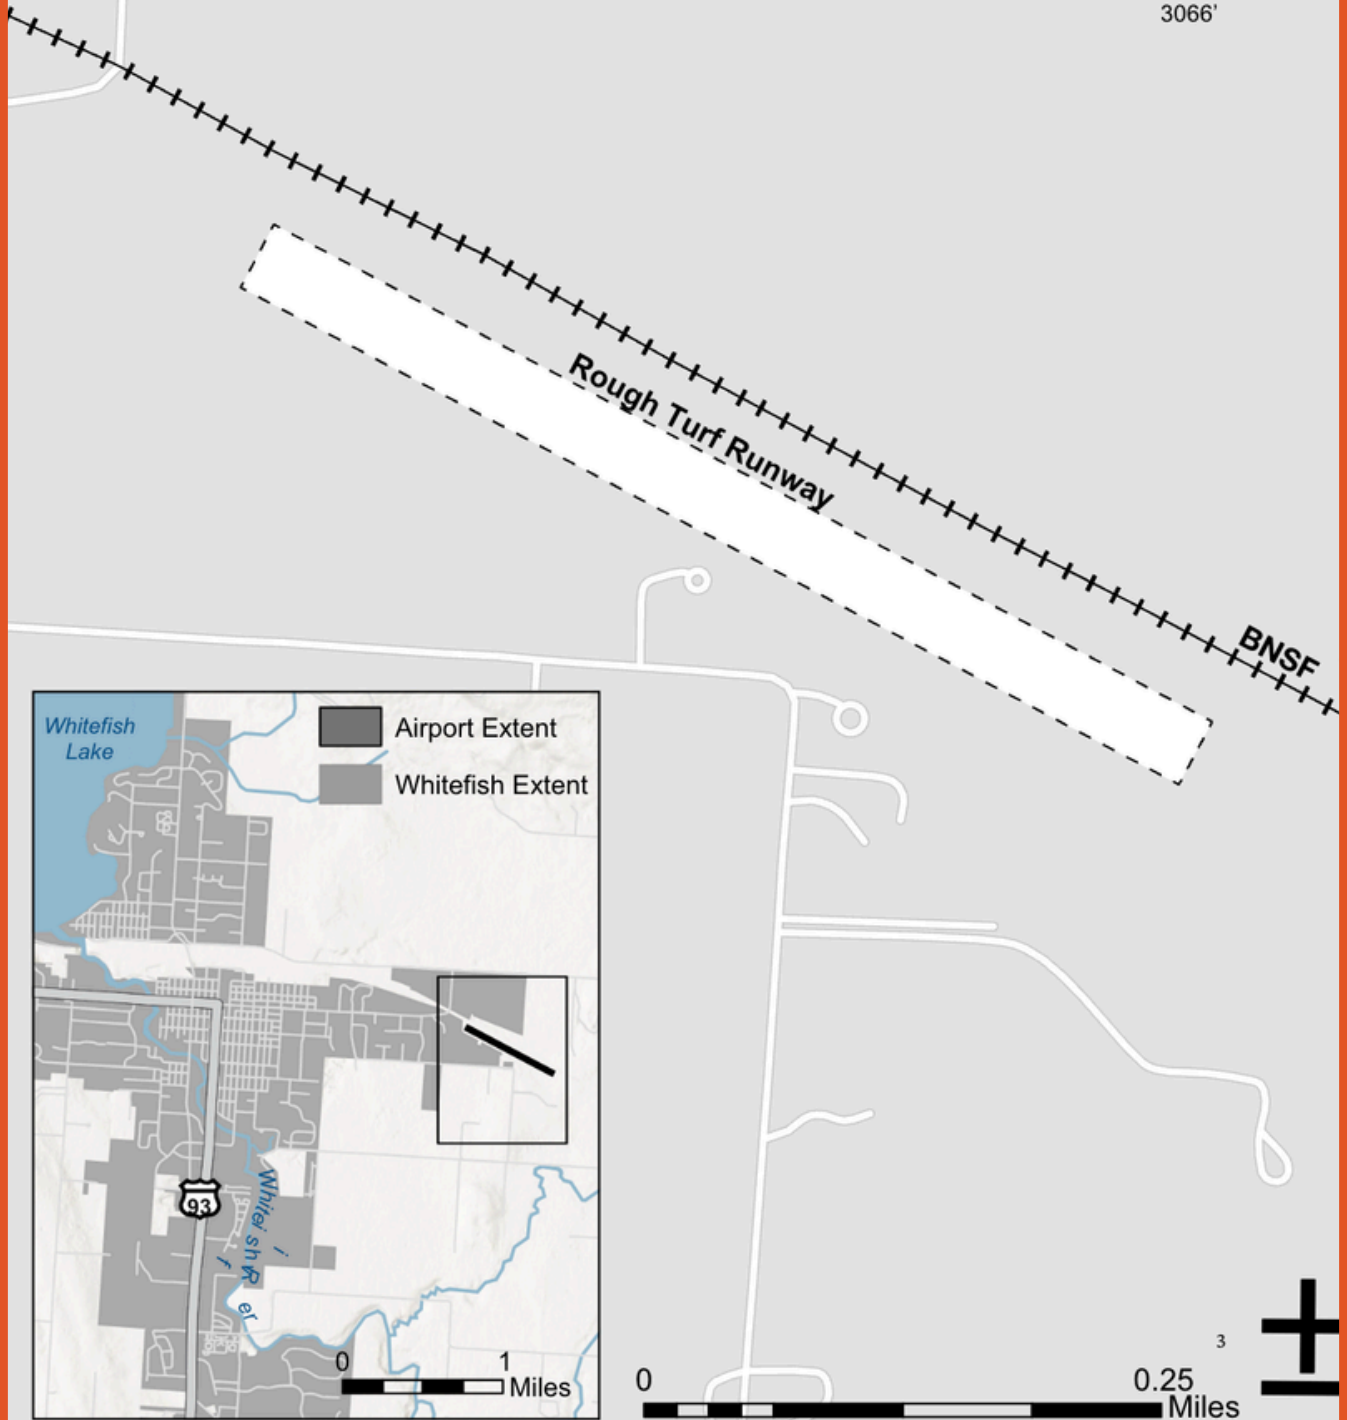 3066'
Rough Turf Runway
BNSF
Whitefish
Lake
Airport Extent
Whitefish Extent
93
0 1
Miles
3
0 0.25
Miles